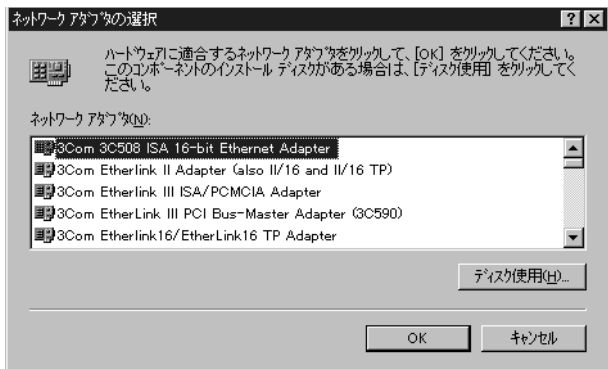 ﾈｯﾄﾜｰｸ ｱﾀﾞﾌﾟﾀの選択
ﾊｰﾄﾞｳｪｱに適合するﾈｯﾄﾜｰｸ ｱﾀﾞﾌﾟﾀをｸﾘｯｸして、[OK] をｸﾘｯｸしてください。
このｺﾝﾎﾟｰﾈﾝﾄのｲﾝｽﾄｰﾙ ﾃﾞｨｽｸがある場合は、[ﾃﾞｨｽｸ使用] をｸﾘｯｸしてく
ださい。
ﾈｯﾄﾜｰｸ ｱﾀﾞﾌﾟﾀ(N):
3Com 3C508 ISA 16-bit Ethernet Adapter
3Com Etherlink II Adapter (also II/16 and II/16 TP)
3Com Etherlink III ISA/PCMCIA Adapter
3Com EtherLink III PCI Bus-Master Adapter (3C590)
3Com Etherlink16/EtherLink16 TP Adapter
ﾃﾞｨｽｸ使用(H)...
OK
ｷｬﾝｾﾙ